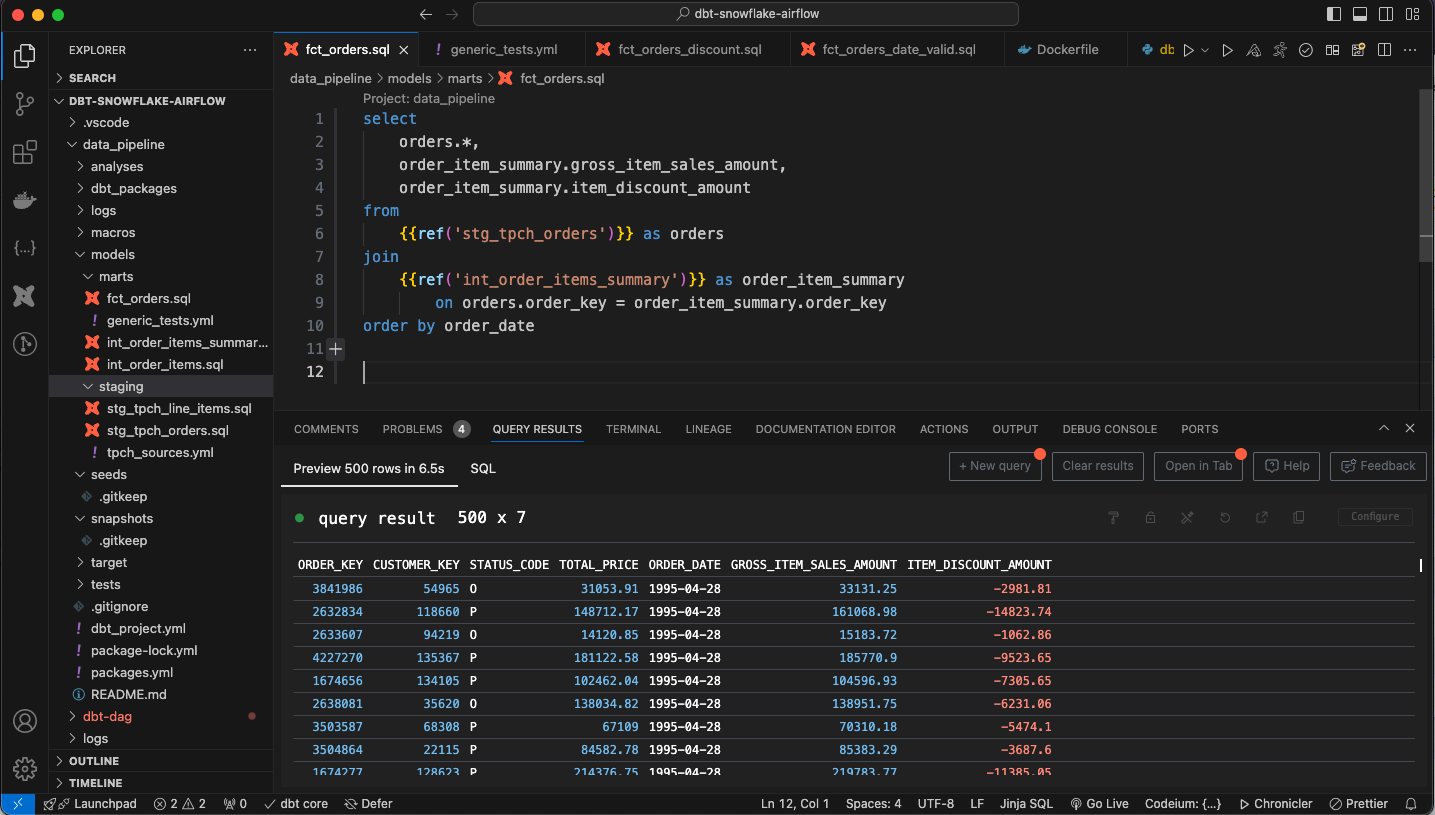 dbt-snowflake-airflow
EXPLORER
SEARCH
DBT-SNOWFLAKE-AIRFLOW
.vscode
data_pipeline
analyses
dbt_packages
logs
macros
models
marts
fct_orders.sql
! generic_tests.yml
int_order_items_summar...
int_order_items.sql
staging
stg_tpch_line_items.sql
stg_tpch_orders.sql
! tpch_sources.yml
seeds
.gitkeep
snapshots
.gitkeep
target
tests
.gitignore
! dbt_project.yml
! package-lock.yml
! packages.yml
README.md
dbt-dag
logs
OUTLINE
TIMELINE
fct_orders.sql
! generic_tests.yml
fct_orders_discount.sql
fct_orders_date_valid.sql
Dockerfile
db
data_pipeline > models > marts > fct_orders.sql
Project: data_pipeline
1 select
2 orders.*,
3 order_item_summary.gross_item_sales_amount,
4 order_item_summary.item_discount_amount
5 from
6 {{ref('stg_tpch_orders')}} as orders
7 join
8 {{ref('int_order_items_summary')}} as order_item_summary
9 on orders.order_key = order_item_summary.order_key
10 order by order_date
11
12
COMMENTS PROBLEMS 4 QUERY RESULTS TERMINAL LINEAGE DOCUMENTATION EDITOR ACTIONS OUTPUT DEBUG CONSOLE PORTS
Preview 500 rows in 6.5s SQL
+ New query Clear results Open in Tab Help Feedback
query result 500 x 7
Configure
ORDER_KEY CUSTOMER_KEY STATUS_CODE TOTAL_PRICE ORDER_DATE GROSS_ITEM_SALES_AMOUNT ITEM_DISCOUNT_AMOUNT
3841986 54965 O 31053.91 1995-04-28 33131.25 -2981.81
2632834 118660 P 148712.17 1995-04-28 161068.98 -14823.74
2633607 94219 O 14120.85 1995-04-28 15183.72 -1062.86
4227270 135367 P 181122.58 1995-04-28 185770.9 -9523.65
1674656 134105 P 102462.04 1995-04-28 104596.93 -7305.65
2638081 35620 O 138034.82 1995-04-28 138951.75 -6231.06
3503587 68308 P 67109 1995-04-28 70310.18 -5474.1
3504864 22115 P 84582.78 1995-04-28 85383.29 -3687.6
1674277 128623 P 214376.75 1995-04-28 219783.77 -11385.05
Launchpad 2 2 0 dbt core Defer
Ln 12, Col 1 Spaces: 4 UTF-8 LF Jinja SQL Go Live Codeium: {...} Chronicler Prettier